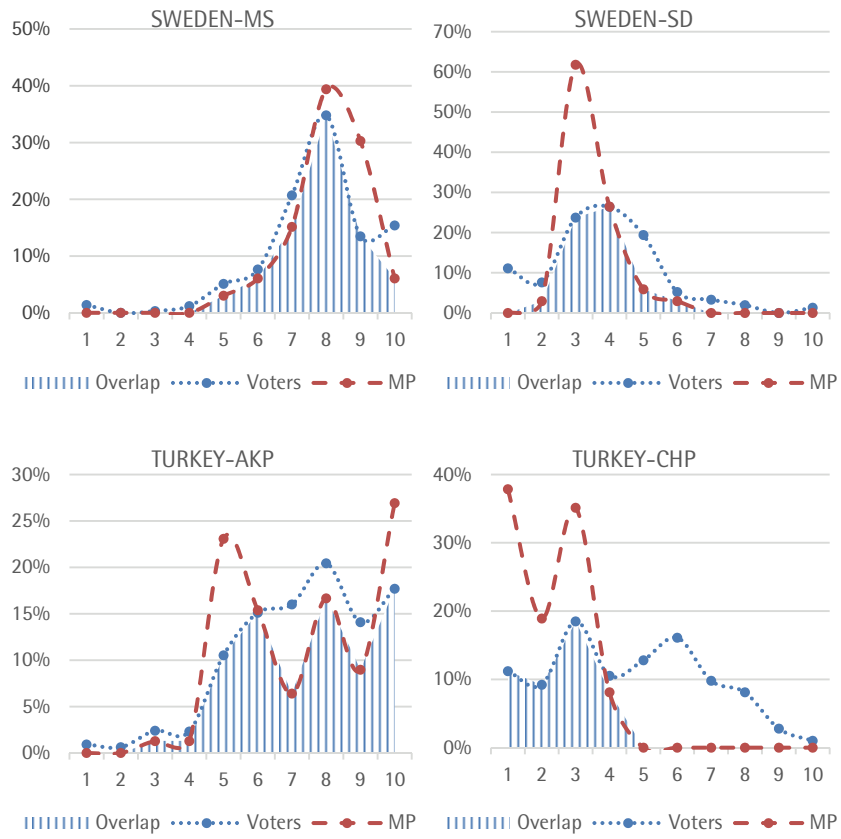 SWEDEN-MS
50%
40%
30%
20%
10%
0%
1 2 3 4 5 6 7 8 9 10
Overlap Voters MP
SWEDEN-SD
70%
60%
50%
40%
30%
20%
10%
0%
1 2 3 4 5 6 7 8 9 10
Overlap Voters MP
TURKEY-AKP
30%
25%
20%
15%
10%
5%
0%
1 2 3 4 5 6 7 8 9 10
Overlap Voters MP
TURKEY-CHP
40%
30%
20%
10%
0%
1 2 3 4 5 6 7 8 9 10
Overlap Voters MP